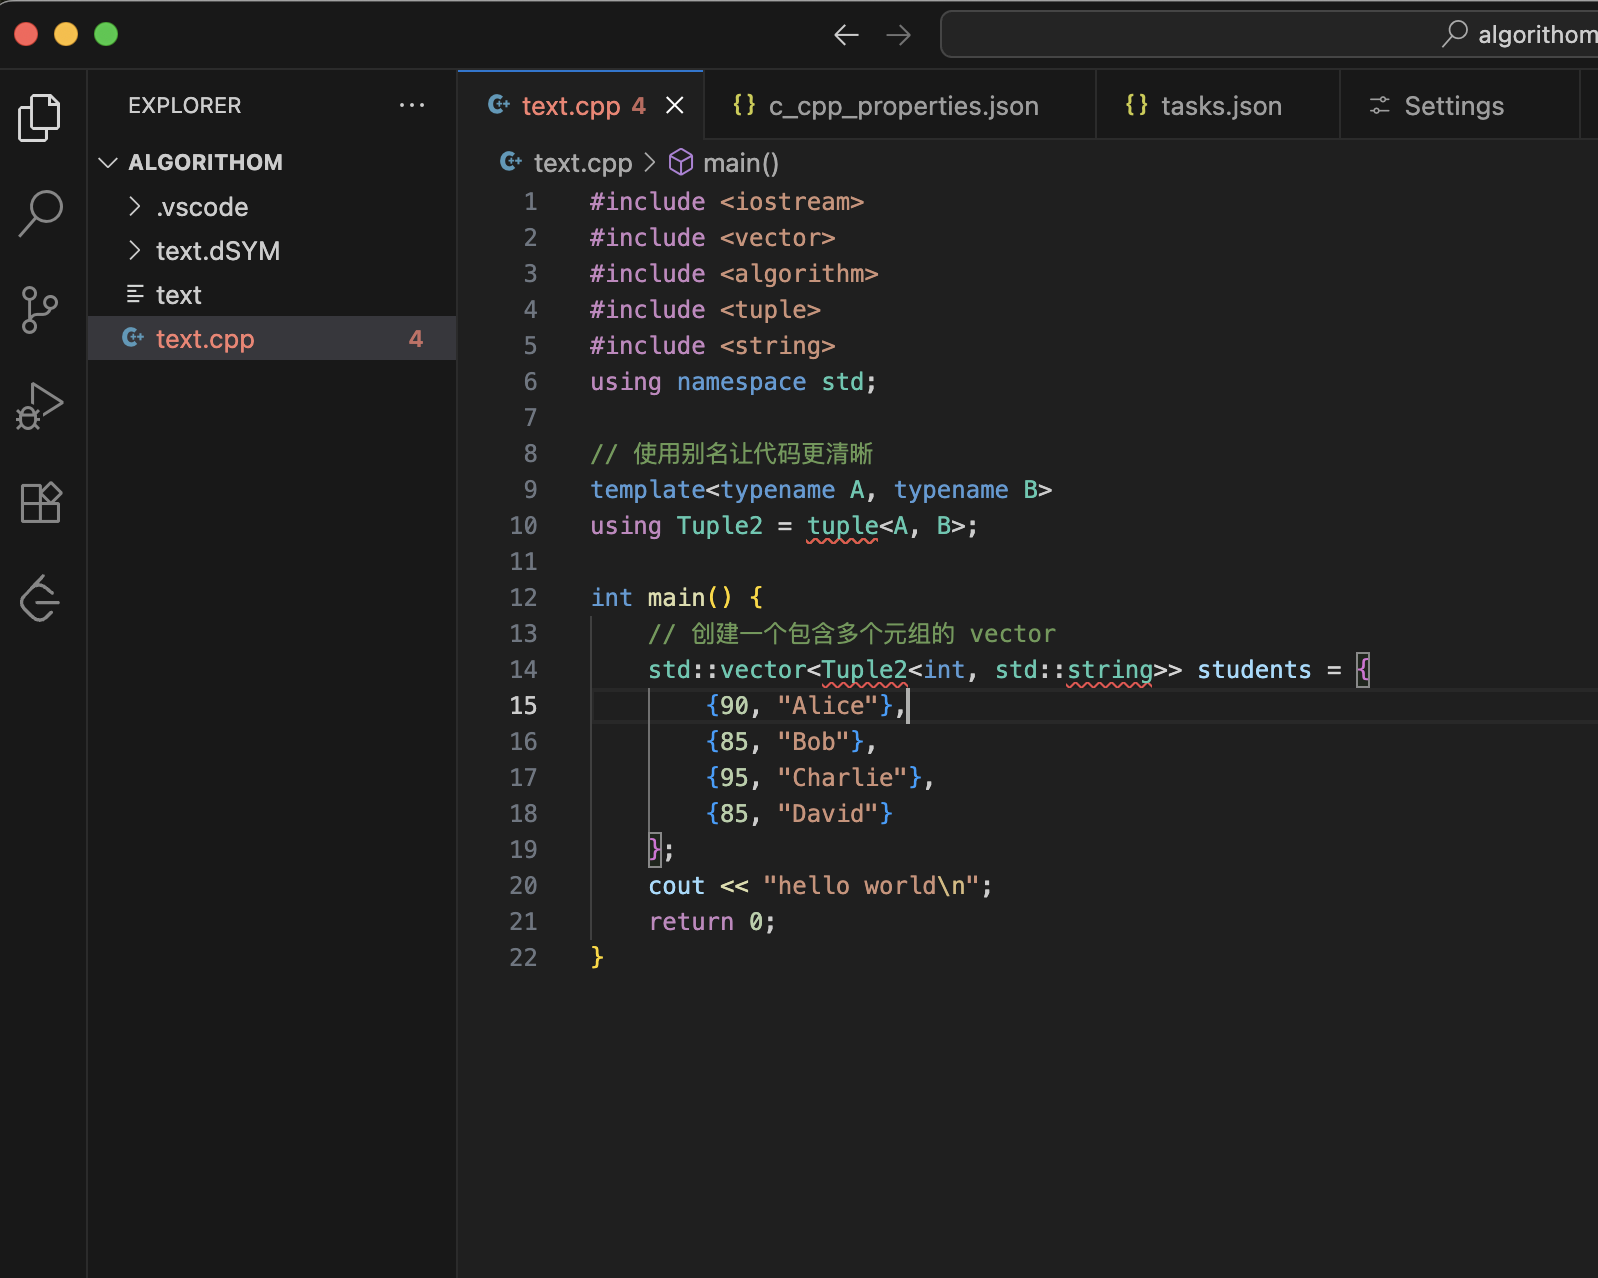 algorithom
EXPLORER
ALGORITHOM
.vscode
text.dSYM
text
text.cpp 4
text.cpp 4
{} c_cpp_properties.json
{} tasks.json
Settings
text.cpp > main()
1 #include <iostream>
2 #include <vector>
3 #include <algorithm>
4 #include <tuple>
5 #include <string>
6 using namespace std;
7
8 // 使用别名让代码更清晰
9 template<typename A, typename B>
10 using Tuple2 = tuple<A, B>;
11
12 int main() {
13     // 创建一个包含多个元组的 vector
14     std::vector<Tuple2<int, std::string>> students = {
15         {90, "Alice"},
16         {85, "Bob"},
17         {95, "Charlie"},
18         {85, "David"}
19     };
20     cout << "hello world\n";
21     return 0;
22 }